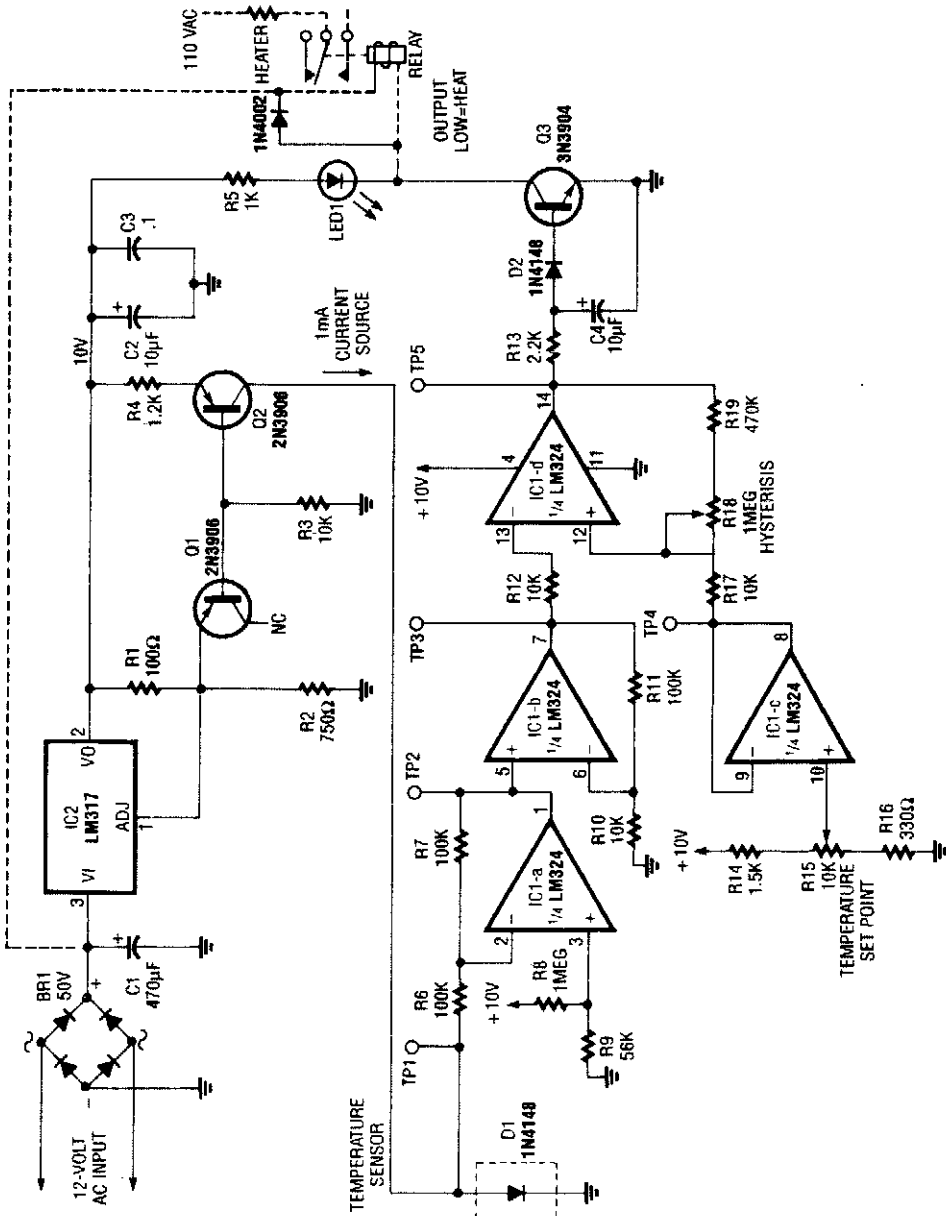 12-VOLT
AC INPUT
BR1
50V
+
−
C1
470µF
+
3
VI
IC2
LM317
VO
2
ADJ
1
R1
100Ω
R2
750Ω
Q1
2N3906
NC
R3
10K
10V
R4
1.2K
Q2
2N3906
C2
10µF
+
C3
.1
1mA
CURRENT
SOURCE
R5
1K
LED1
1N4002
110 VAC
HEATER
RELAY
OUTPUT
LOW=HEAT
Q3
3N3904
TEMPERATURE
SENSOR
D1
1N4148
TP1
R6
100K
R7
100K
+10V
R8
1MEG
R9
56K
2
−
3
+
IC1-a
1/4 LM324
1
TP2
5
+
6
−
IC1-b
1/4 LM324
7
R10
10K
R11
100K
TP3
R12
10K
13
−
12
+
IC1-d
1/4 LM324
+10V
4
11
14
TP5
R13
2.2K
D2
1N4148
C4
10µF
+
R19
470K
R18
1MEG
HYSTERISIS
R17
10K
TP4
9
−
10
+
IC1-c
1/4 LM324
8
+10V
R14
1.5K
R15
10K
TEMPERATURE
SET POINT
R16
330Ω